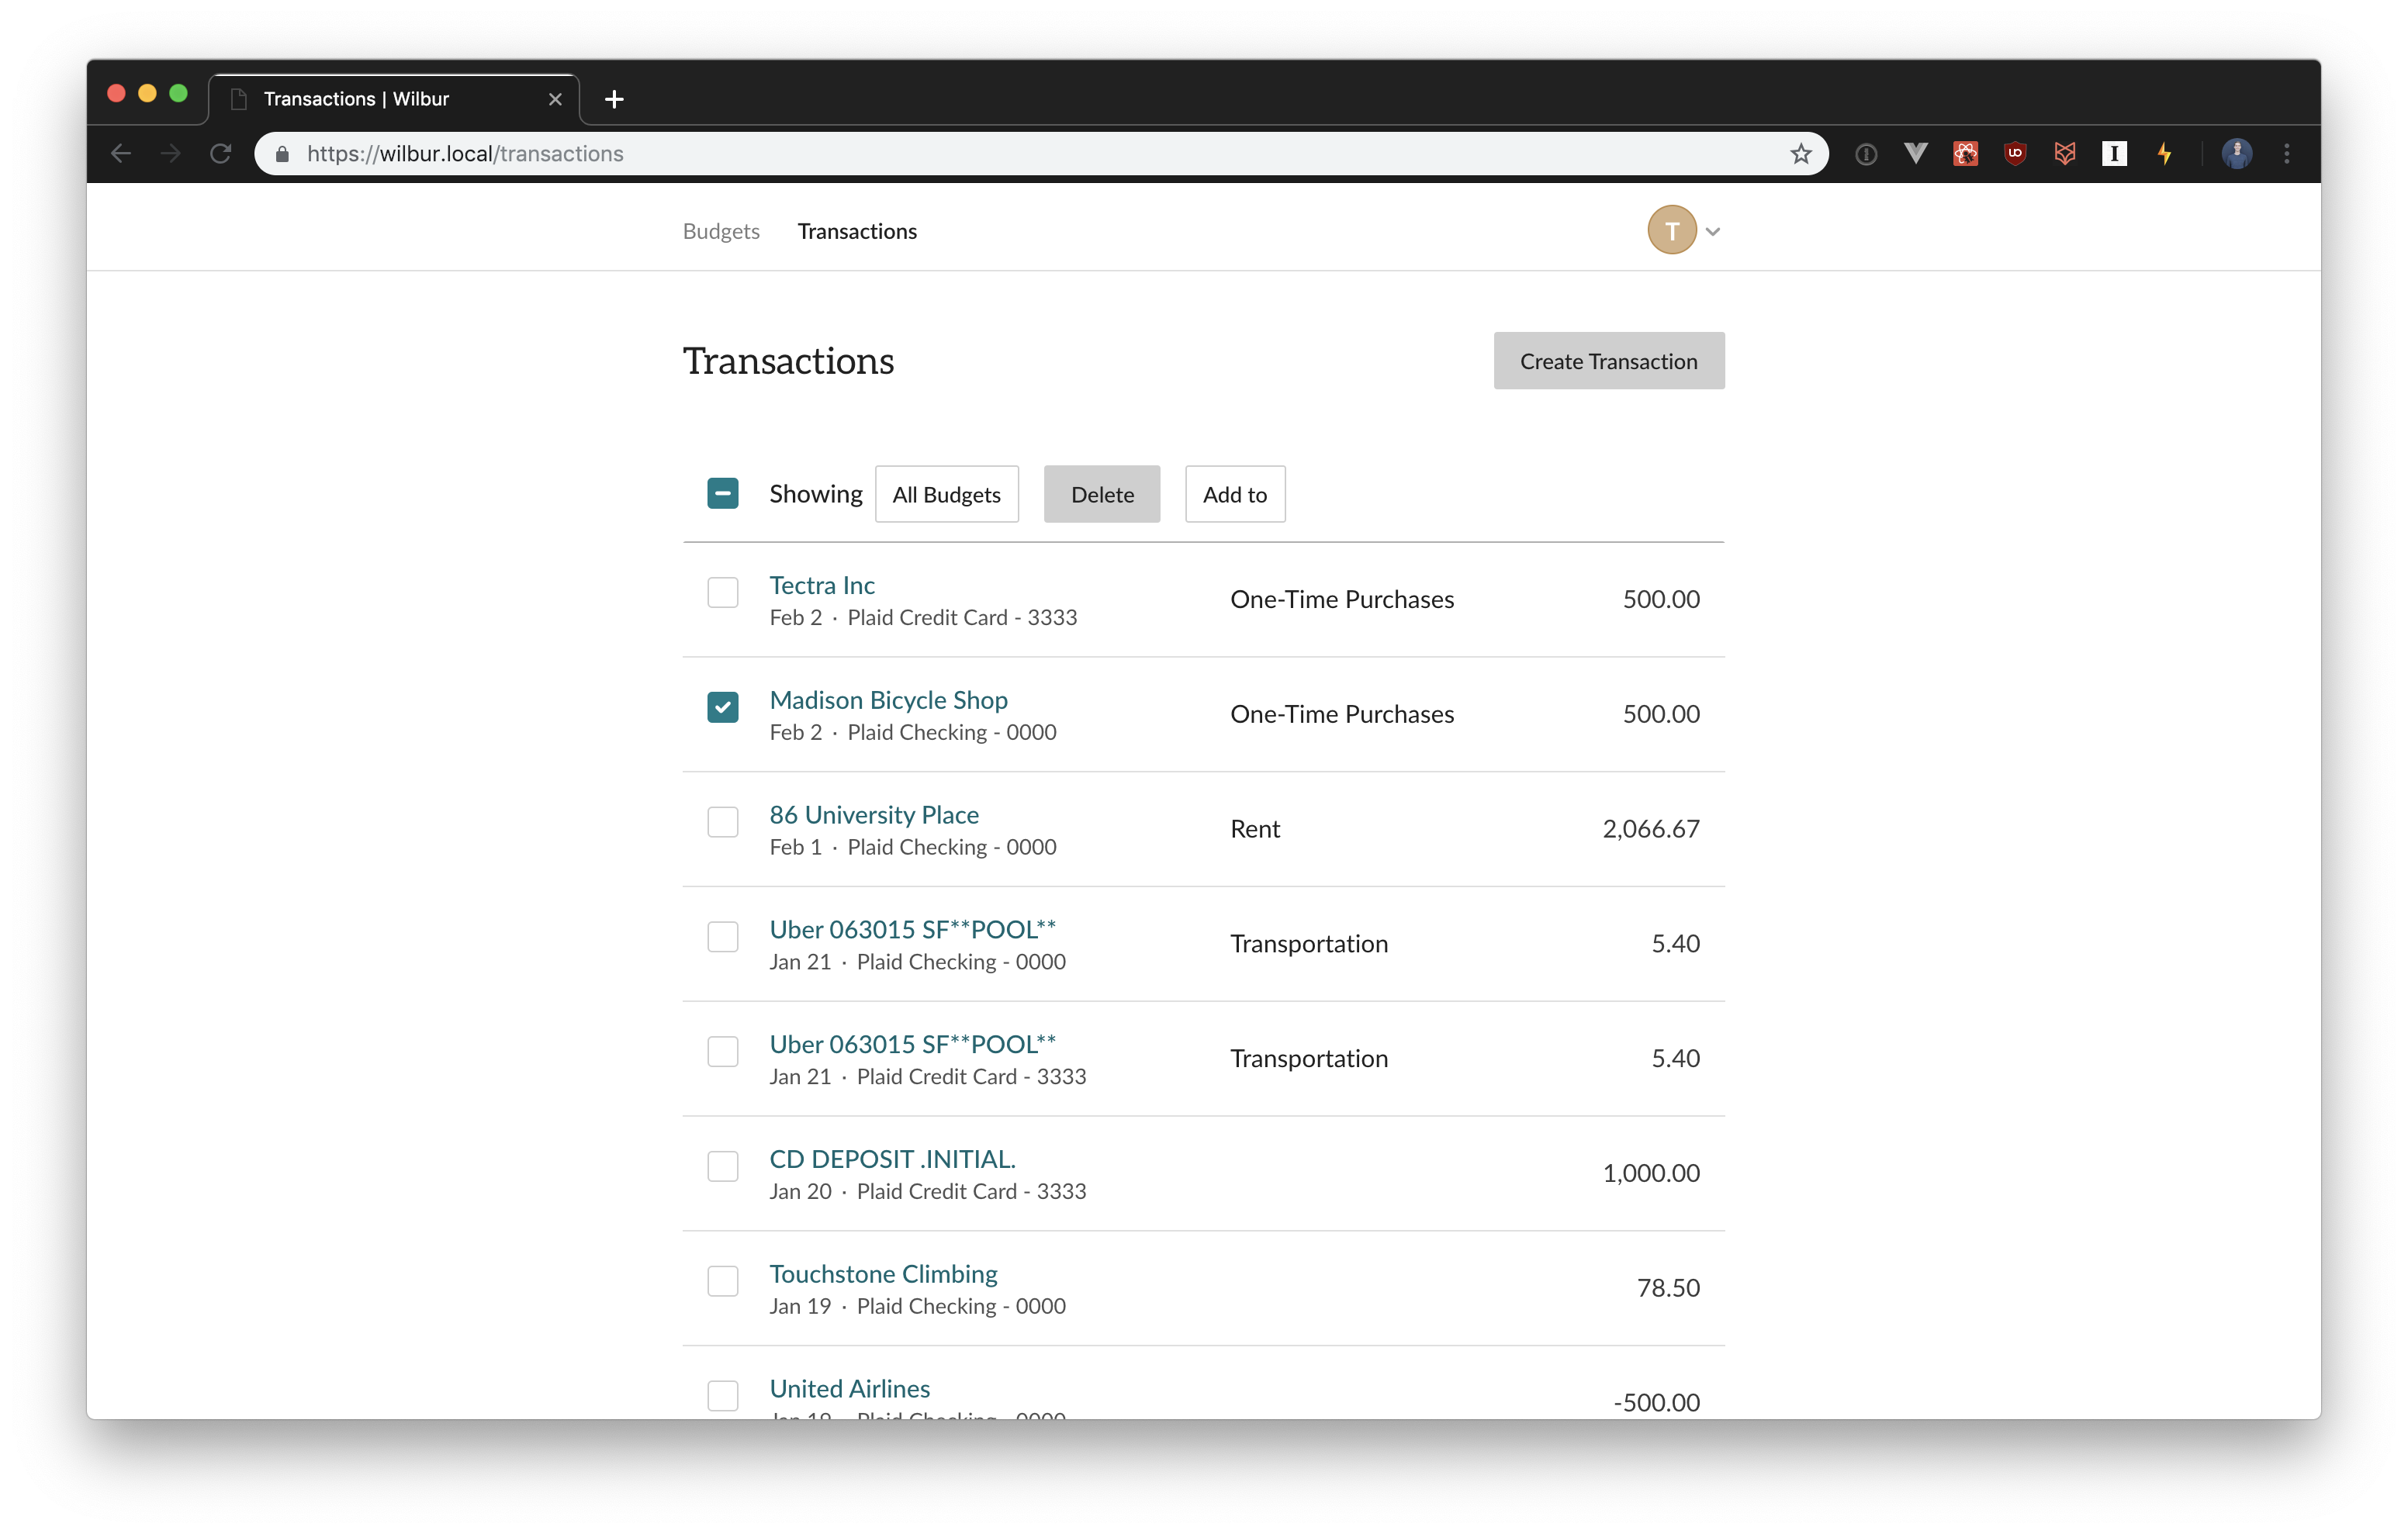 Transactions | Wilbur
https://wilbur.local/transactions
Budgets Transactions T
Transactions Create Transaction
Showing All Budgets Delete Add to
Tectra Inc
Feb 2 · Plaid Credit Card - 3333
One-Time Purchases 500.00
Madison Bicycle Shop
Feb 2 · Plaid Checking - 0000
One-Time Purchases 500.00
86 University Place
Feb 1 · Plaid Checking - 0000
Rent 2,066.67
Uber 063015 SF**POOL**
Jan 21 · Plaid Checking - 0000
Transportation 5.40
Uber 063015 SF**POOL**
Jan 21 · Plaid Credit Card - 3333
Transportation 5.40
CD DEPOSIT .INITIAL.
Jan 20 · Plaid Credit Card - 3333
1,000.00
Touchstone Climbing
Jan 19 · Plaid Checking - 0000
78.50
United Airlines
Jan 19 · Plaid Checking - 0000
-500.00